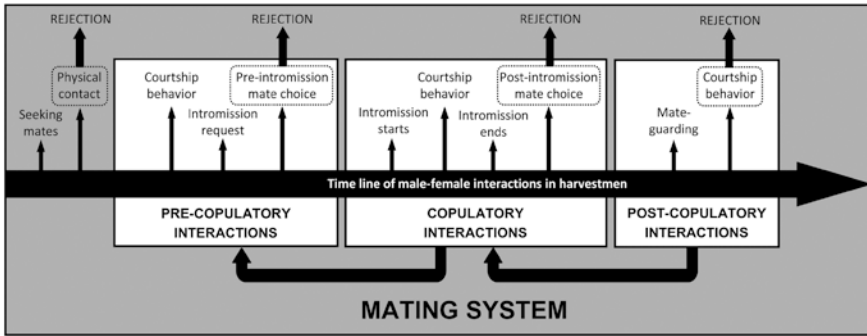 REJECTION
REJECTION
REJECTION
REJECTION
Physical
contact
Seeking
mates
Courtship
behavior
Pre-intromission
mate choice
Intromission
request
Courtship
behavior
Post-intromission
mate choice
Intromission
starts
Intromission
ends
Courtship
behavior
Mate-
guarding
Time line of male-female interactions in harvestmen
PRE-COPULATORY
INTERACTIONS
COPULATORY
INTERACTIONS
POST-COPULATORY
INTERACTIONS
MATING SYSTEM